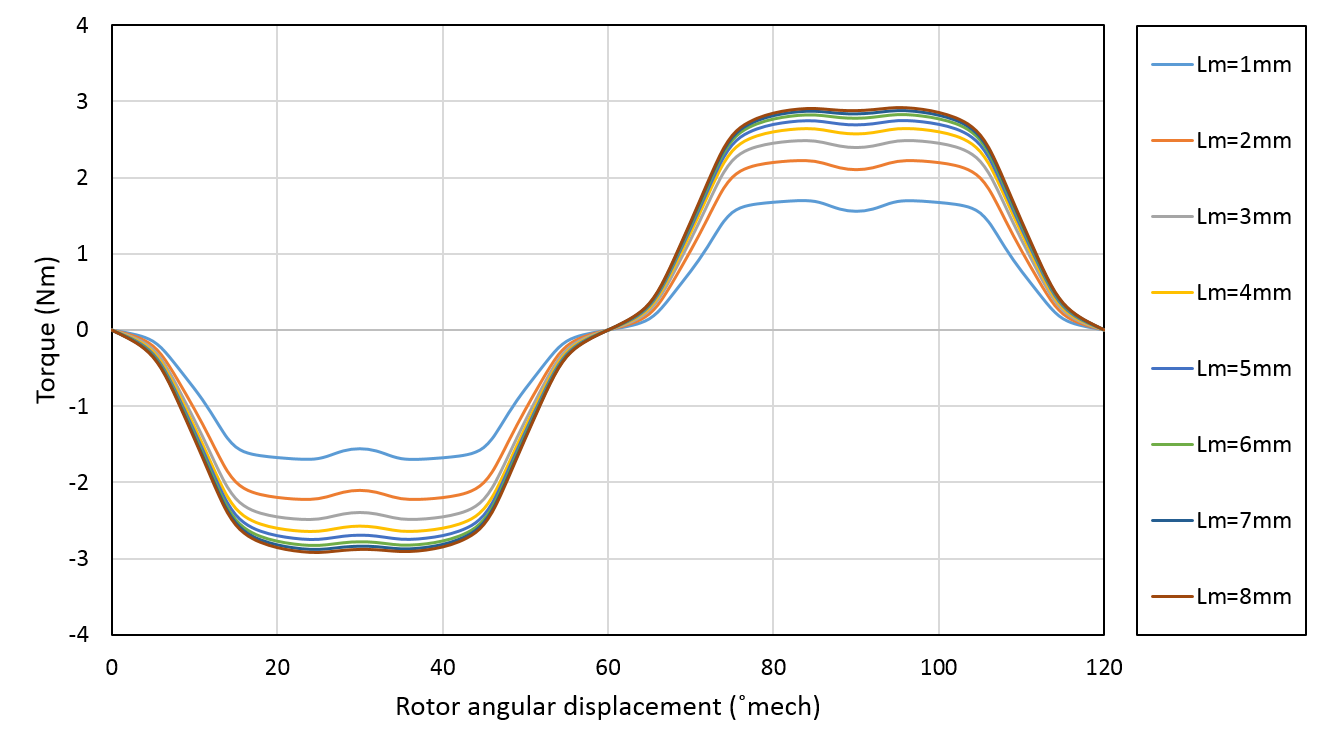 4
3
2
1
0
-1
-2
-3
-4
Torque (Nm)
0 20 40 60 80 100 120
Rotor angular displacement (˚mech)
Lm=1mm
Lm=2mm
Lm=3mm
Lm=4mm
Lm=5mm
Lm=6mm
Lm=7mm
Lm=8mm